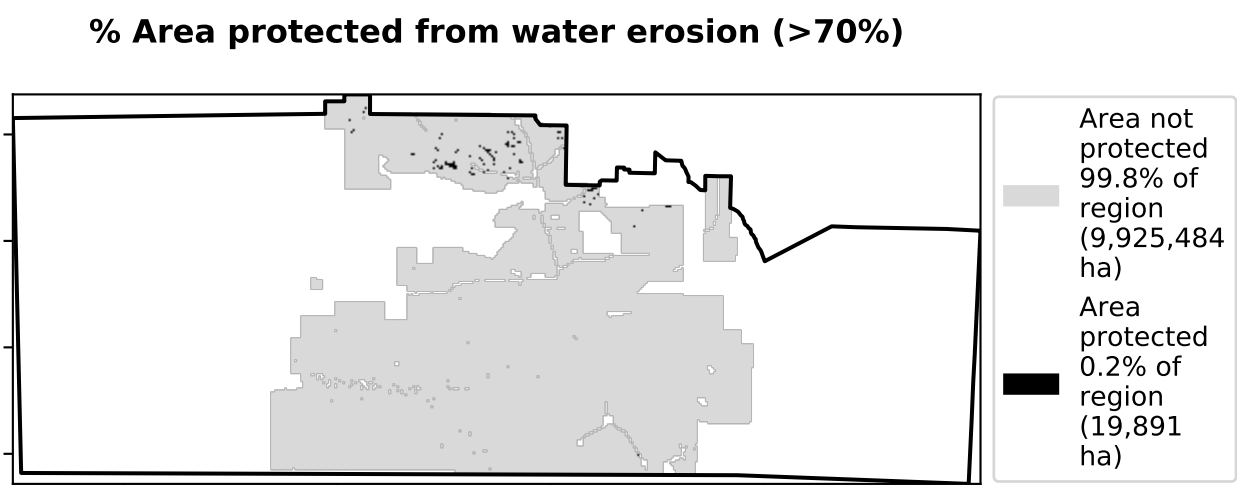 % Area protected from water erosion (>70%)
Area not
protected
99.8% of
region
(9,925,484
ha)
Area
protected
0.2% of
region
(19,891
ha)